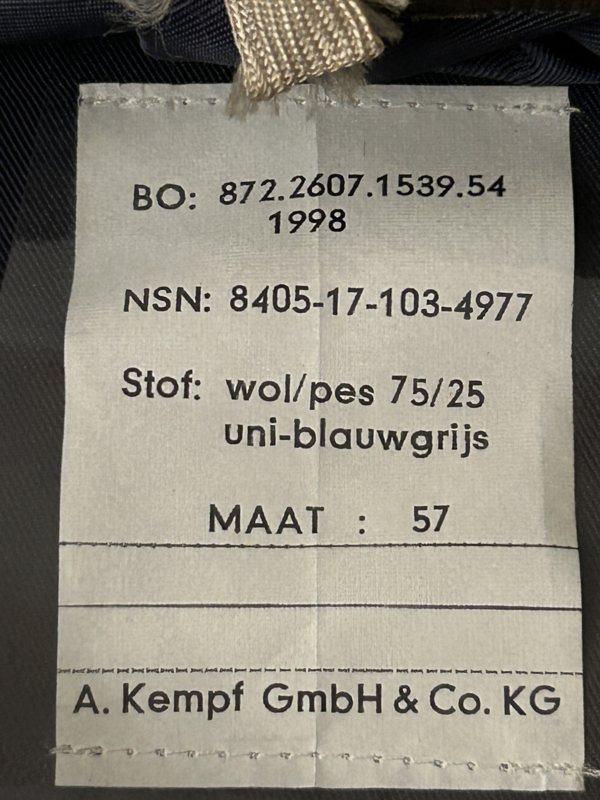 BO: 872.2607.1539.54
1998
NSN: 8405-17-103-4977
Stof: wol/pes 75/25
uni-blauwgrijs
MAAT : 57
A. Kempf GmbH & Co. KG